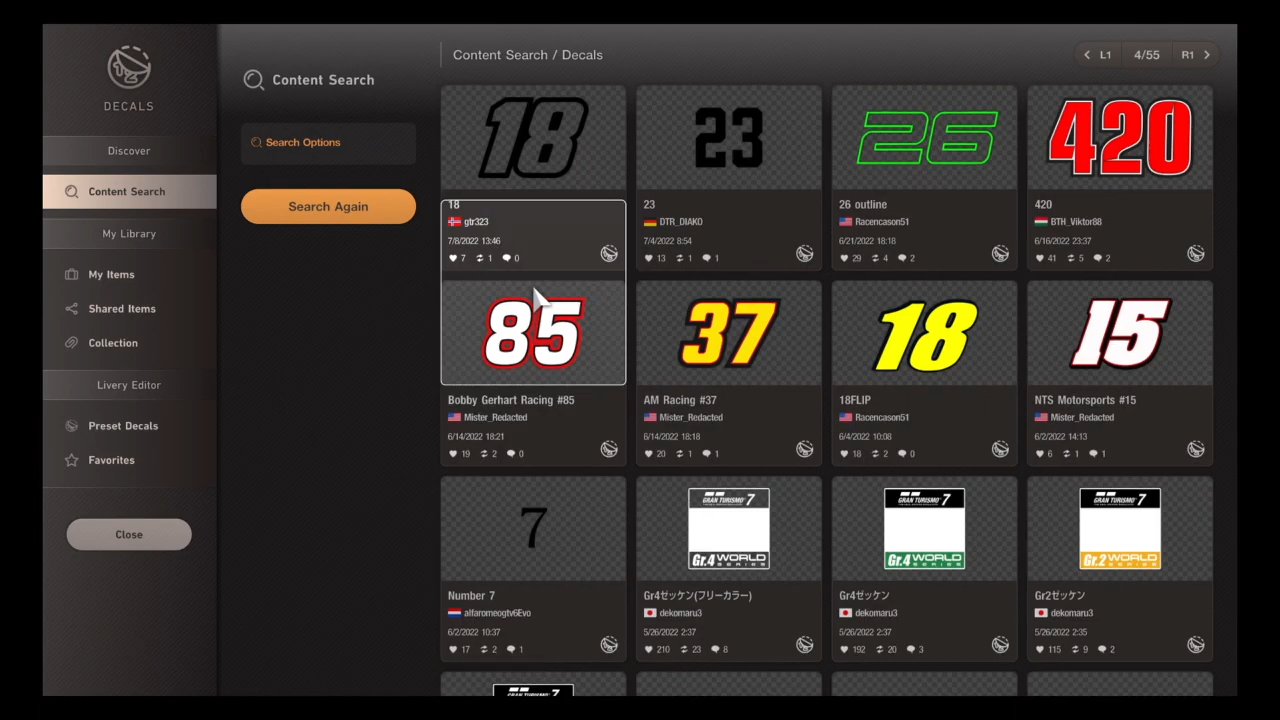 DECALS
Discover
Content Search
My Library
My Items
Shared Items
Collection
Livery Editor
Preset Decals
Favorites
Close
Content Search
Search Options
Search Again
Content Search / Decals
L1 4/55 R1
18
18
gtr323
7/8/2022 13:46
7 1 0
23
23
DTR_DIAKO
7/4/2022 8:54
13 1 1
26
26 outline
Racencason51
6/21/2022 18:18
29 4 2
420
420
BTH_Viktor88
6/16/2022 23:37
41 5 2
85
Bobby Gerhart Racing #85
Mister_Redacted
6/14/2022 18:21
19 2 0
37
AM Racing #37
Mister_Redacted
6/14/2022 18:18
20 1 1
18
18FLIP
Racencason51
6/4/2022 10:08
18 2 0
15
NTS Motorsports #15
Mister_Redacted
6/2/2022 14:13
6 1 1
7
Number 7
alfaromeogtv6Evo
6/2/2022 10:37
17 2 1
GRAN TURISMO 7
Gr.4 WORLD SERIES
Gr4ゼッケン(フリーカラー)
dekomaru3
5/26/2022 2:37
210 23 8
GRAN TURISMO 7
Gr.4 WORLD SERIES
Gr4ゼッケン
dekomaru3
5/26/2022 2:37
192 20 3
GRAN TURISMO 7
Gr.2 WORLD SERIES
Gr2ゼッケン
dekomaru3
5/26/2022 2:35
115 9 2